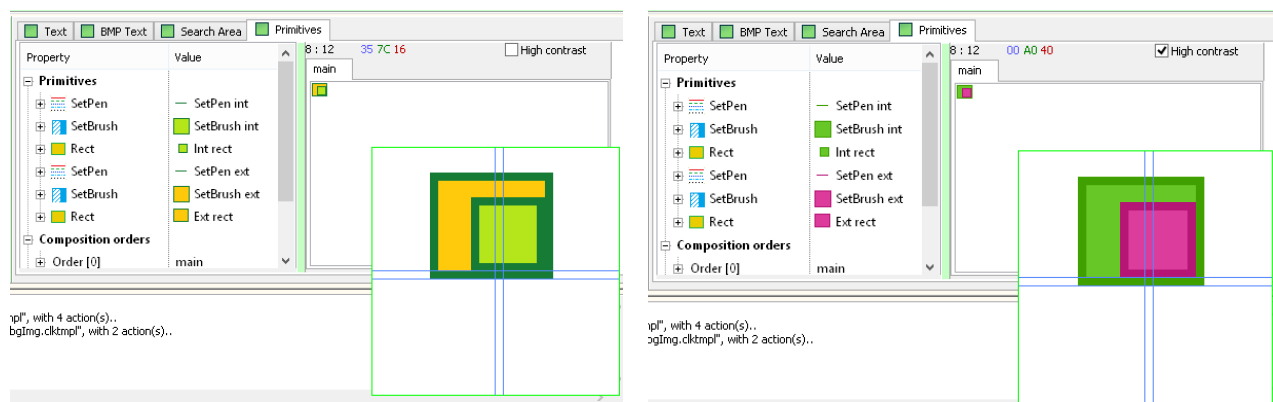 Text BMP Text Search Area Primitives
Property Value
8 : 12 35 7C 16 High contrast
main
Primitives
SetPen SetPen int
SetBrush SetBrush int
Rect Int rect
SetPen SetPen ext
SetBrush SetBrush ext
Rect Ext rect
Composition orders
Order [0] main
pl", with 4 action(s)..
bgImg.clktmpl", with 2 action(s)..
Text BMP Text Search Area Primitives
Property Value
8 : 12 00 A0 40 High contrast
main
Primitives
SetPen SetPen int
SetBrush SetBrush int
Rect Int rect
SetPen SetPen ext
SetBrush SetBrush ext
Rect Ext rect
Composition orders
Order [0] main
pl", with 4 action(s)..
ogImg.clktmpl", with 2 action(s)..